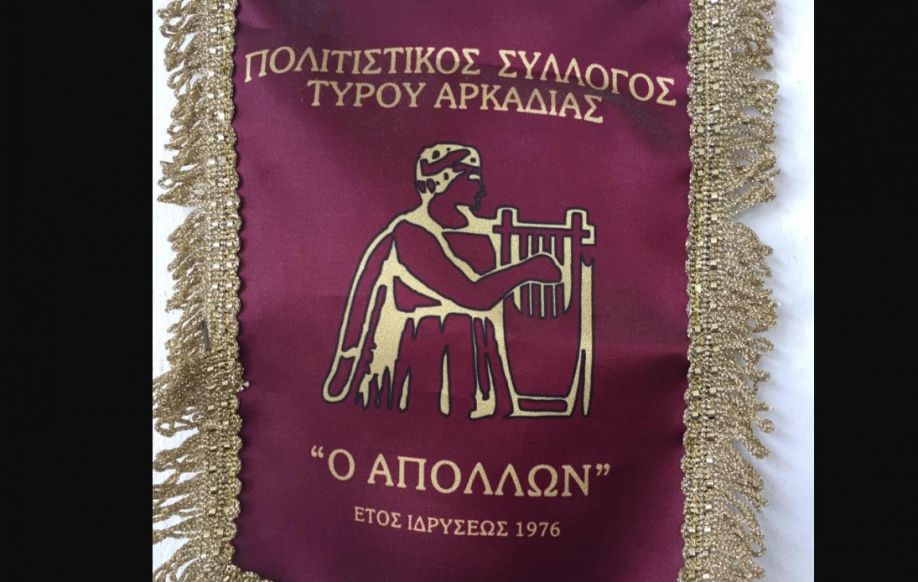 ΠΟΛΙΤΙΣΤΙΚΟΣ ΣΥΛΛΟΓΟΣ
ΤΥΡΟΥ ΑΡΚΑΔΙΑΣ
“Ο ΑΠΟΛΛΩΝ”
ΕΤΟΣ ΙΔΡΥΣΕΩΣ 1976